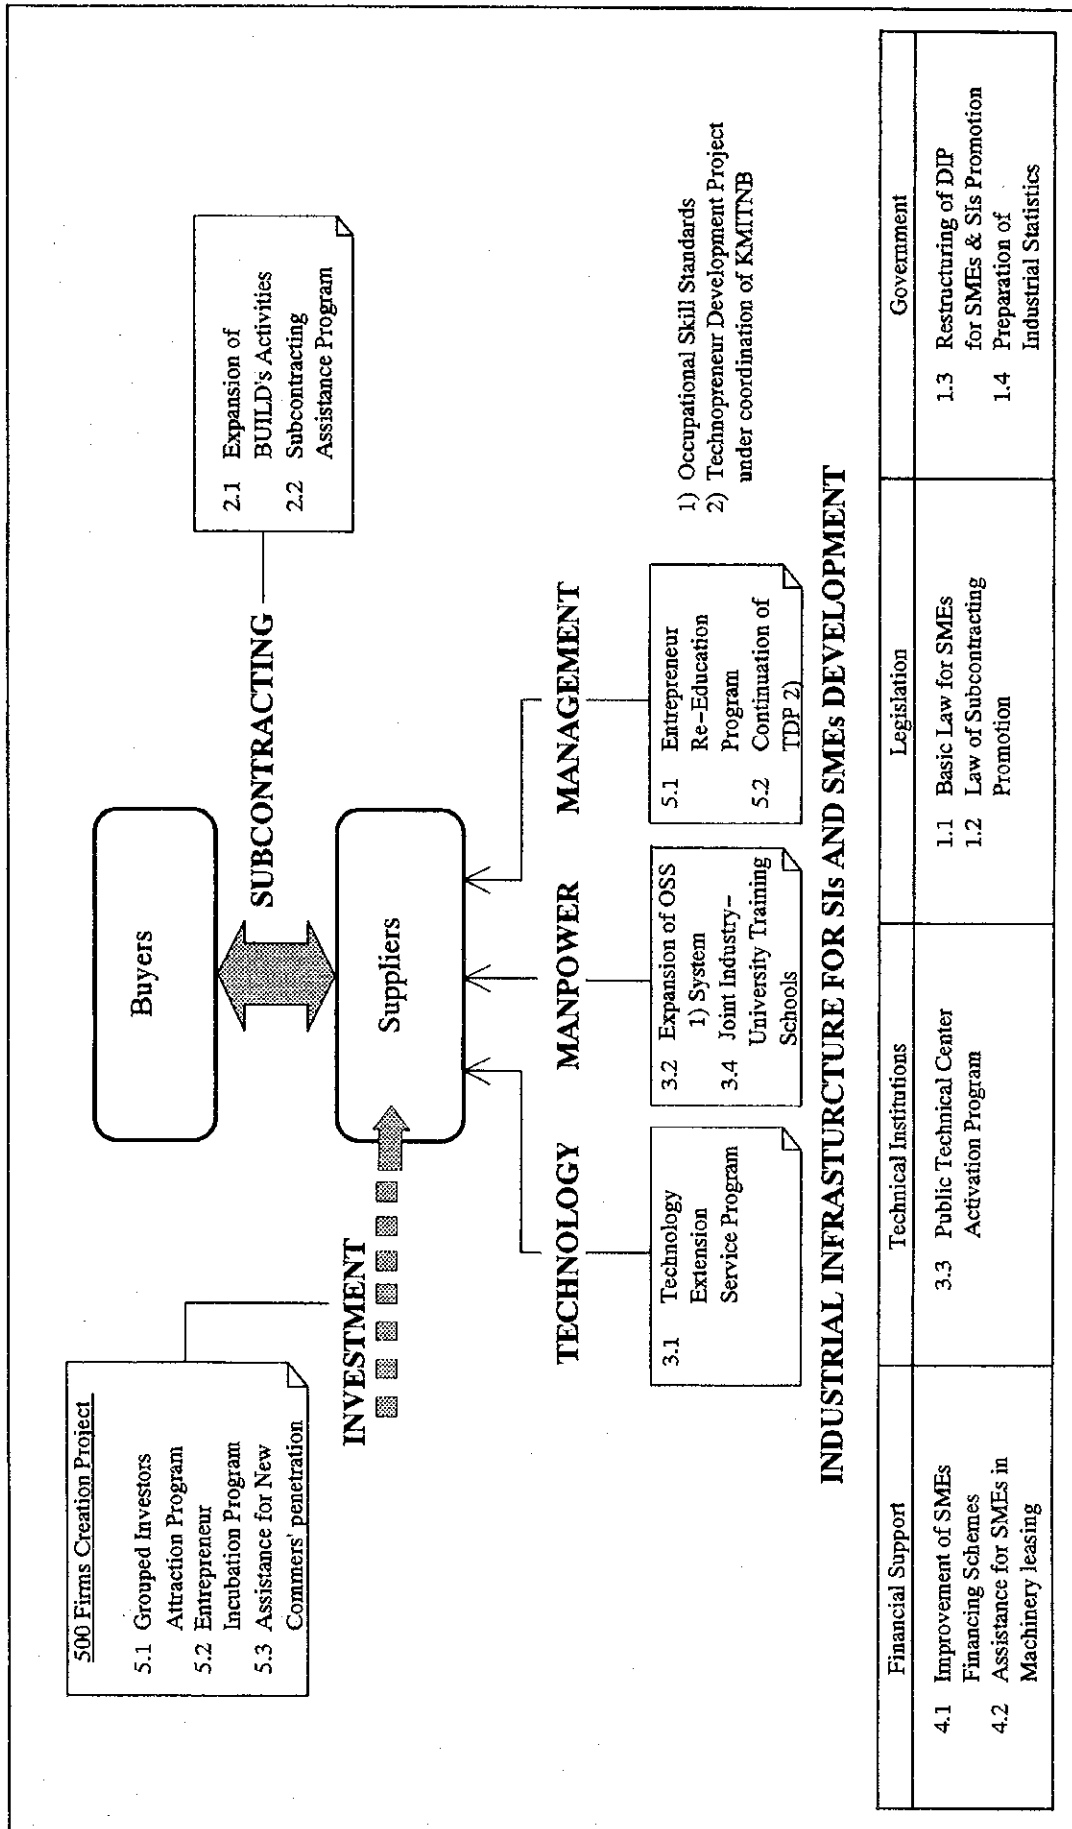 500 Firms Creation Project
5.1 Grouped Investors
Attraction Program
5.2 Entrepreneur
Incubation Program
5.3 Assistance for New
Commers' penetration
INVESTMENT
Buyers
SUBCONTRACTING
2.1 Expansion of
BUILD's Activities
2.2 Subcontracting
Assistance Program
Suppliers
TECHNOLOGY MANPOWER MANAGEMENT
3.1 Technology
Extension
Service Program
3.2 Expansion of OSS
1) System
3.4 Joint Industry-
University Training
Schools
5.1 Entrepreneur
Re-Education
Program
5.2 Continuation of
TDP 2)
1) Occupational Skill Standards
2) Technopreneur Development Project
under coordination of KMITNB
INDUSTRIAL INFRASTURCTURE FOR SIs AND SMEs DEVELOPMENT
Financial Support
4.1 Improvement of SMEs
Financing Schemes
4.2 Assistance for SMEs in
Machinery leasing
Technical Institutions
3.3 Public Technical Center
Activation Program
Legislation
1.1 Basic Law for SMEs
1.2 Law of Subcontracting
Promotion
Government
1.3 Restructuring of DIP
for SMEs & SIs Promotion
1.4 Preparation of
Industrial Statistics